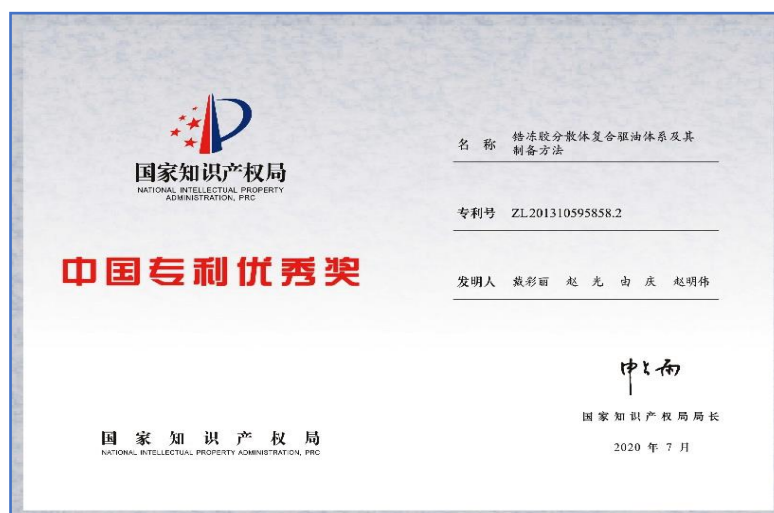 国家知识产权局
NATIONAL INTELLECTUAL PROPERTY
ADMINISTRATION, PRC
中国专利优秀奖
国家知识产权局
NATIONAL INTELLECTUAL PROPERTY ADMINISTRATION, PRC
名 称 锆冻胶分散体复合驱油体系及其
制备方法
专利号 ZL201310595858.2
发明人 戴彩丽 赵 光 由 庆 赵明伟
申长雨
国家知识产权局局长
2020 年 7 月